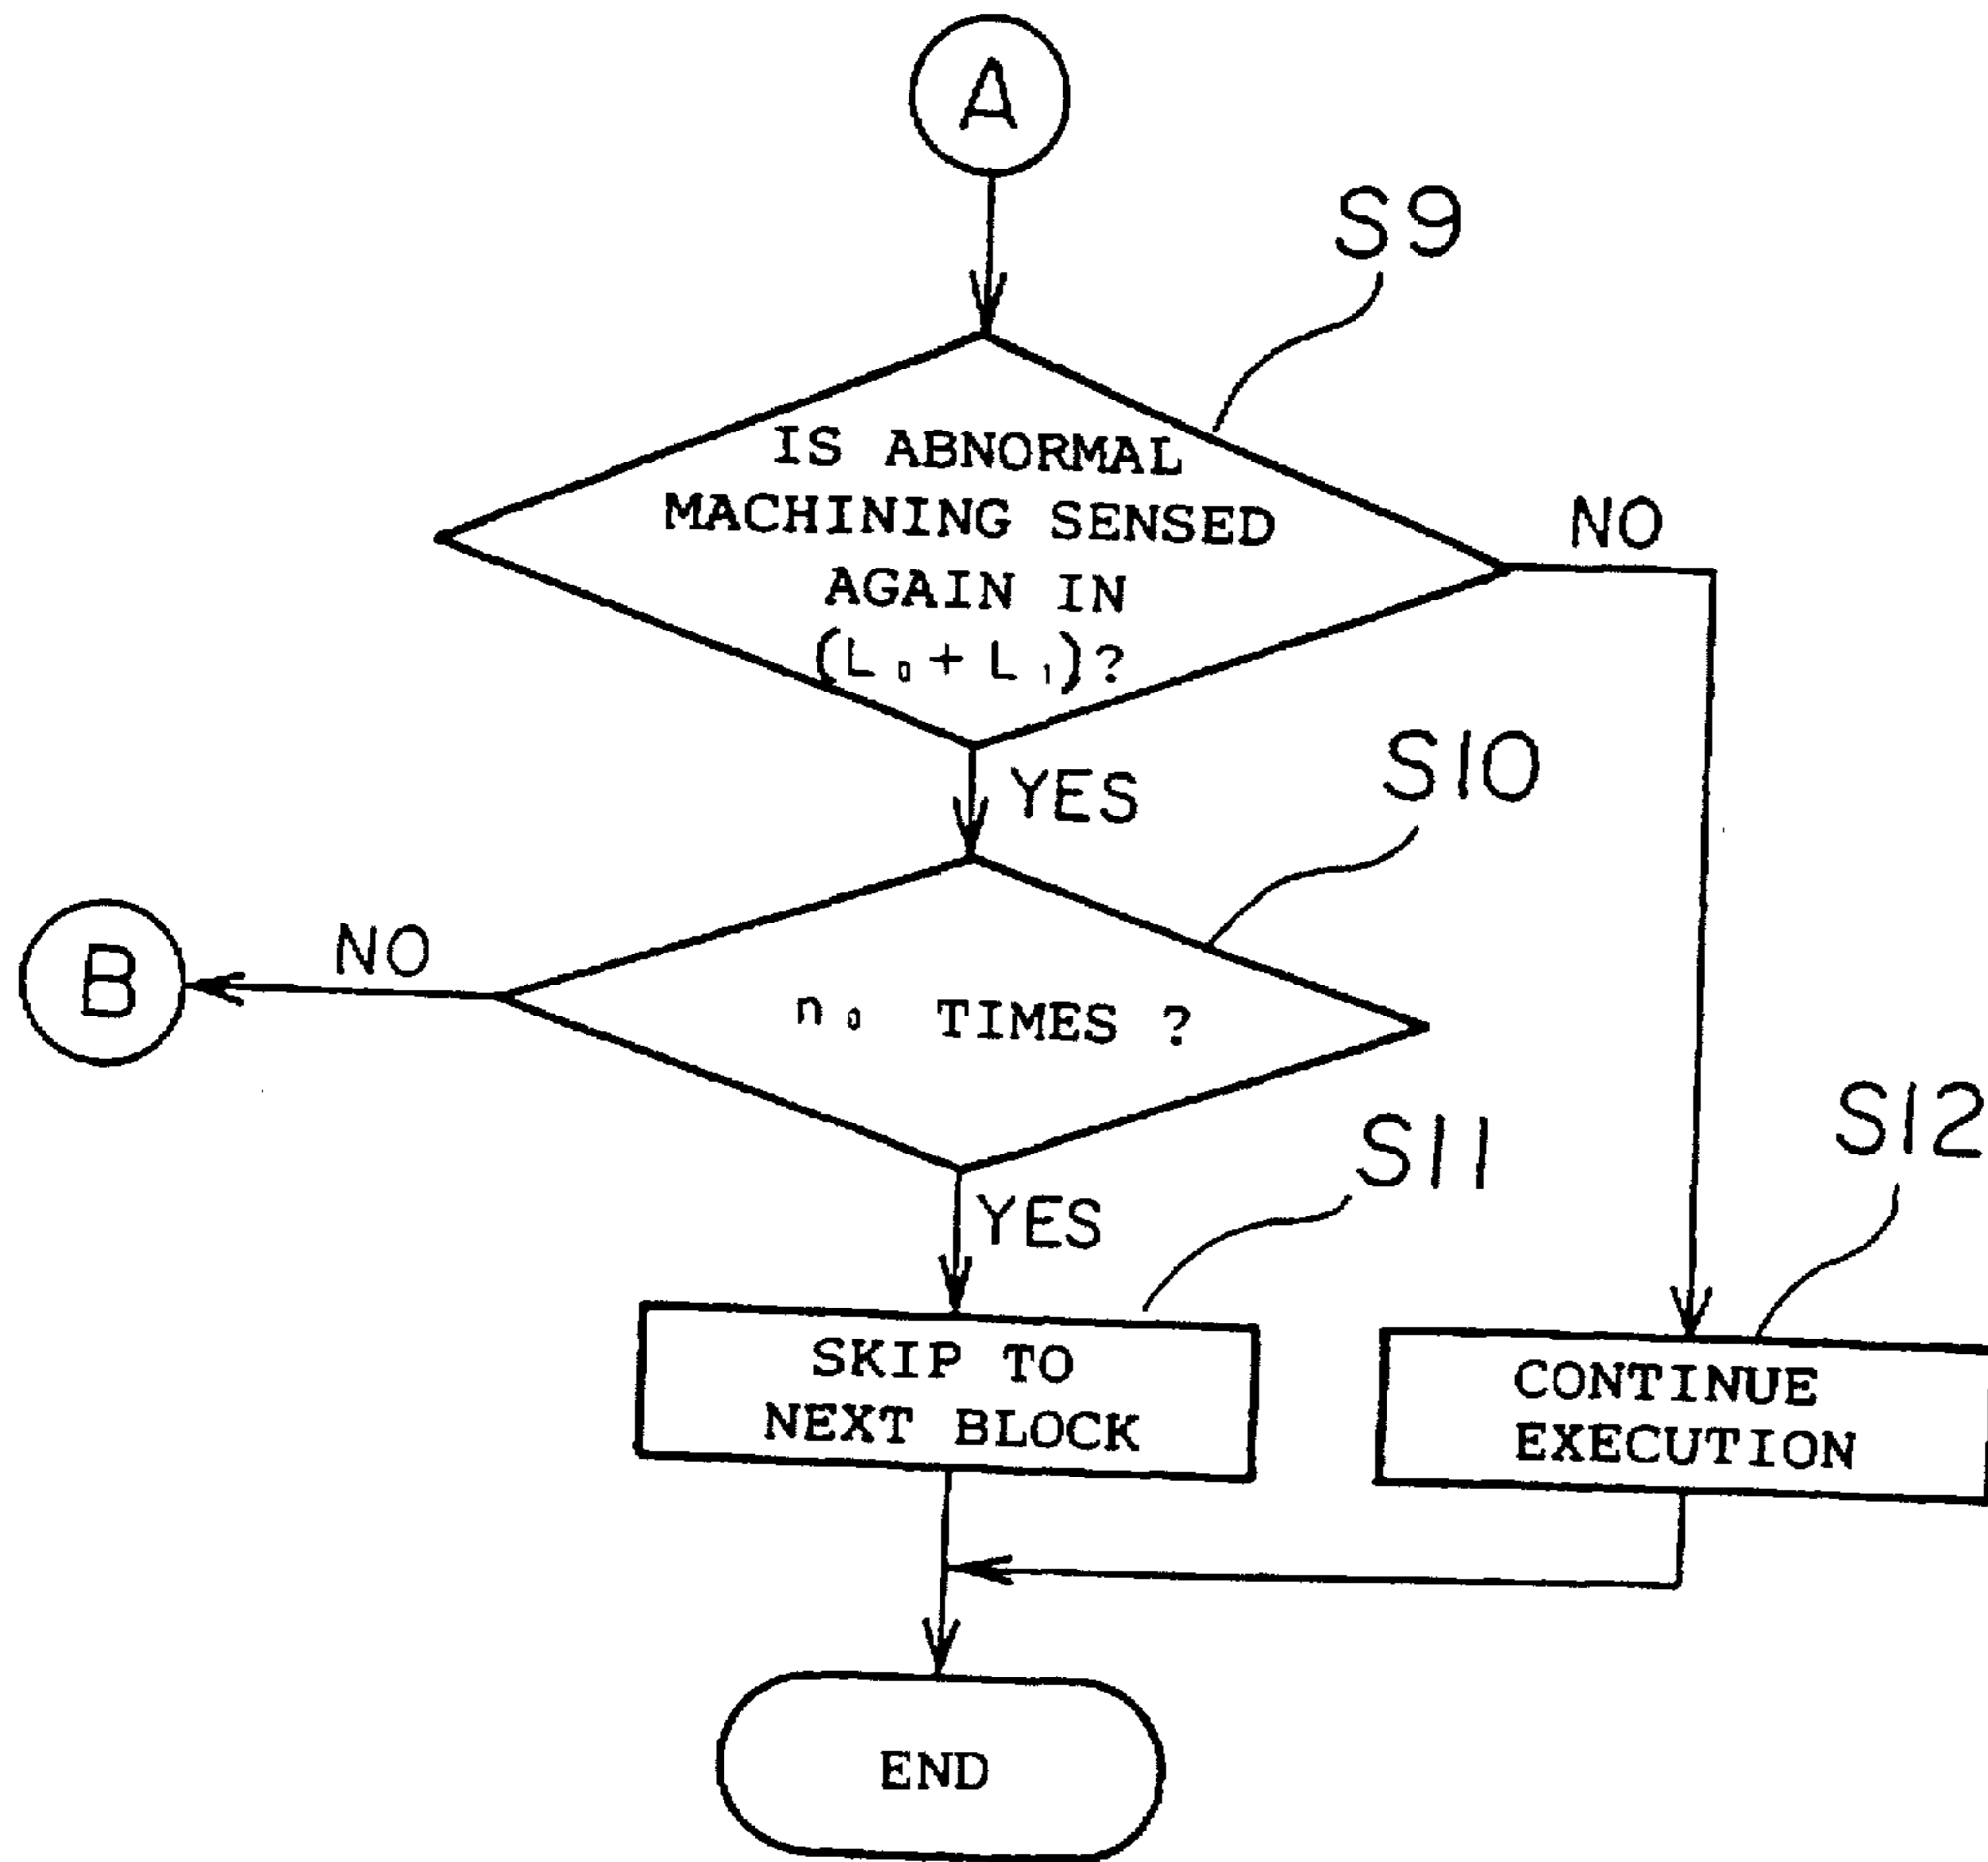 A
S9
IS ABNORMAL
MACHINING SENSED
AGAIN IN
(L₀+L₁)?
NO
YES
S10
B
NO
n₀ TIMES ?
YES
S11
S12
SKIP TO
NEXT BLOCK
CONTINUE
EXECUTION
END